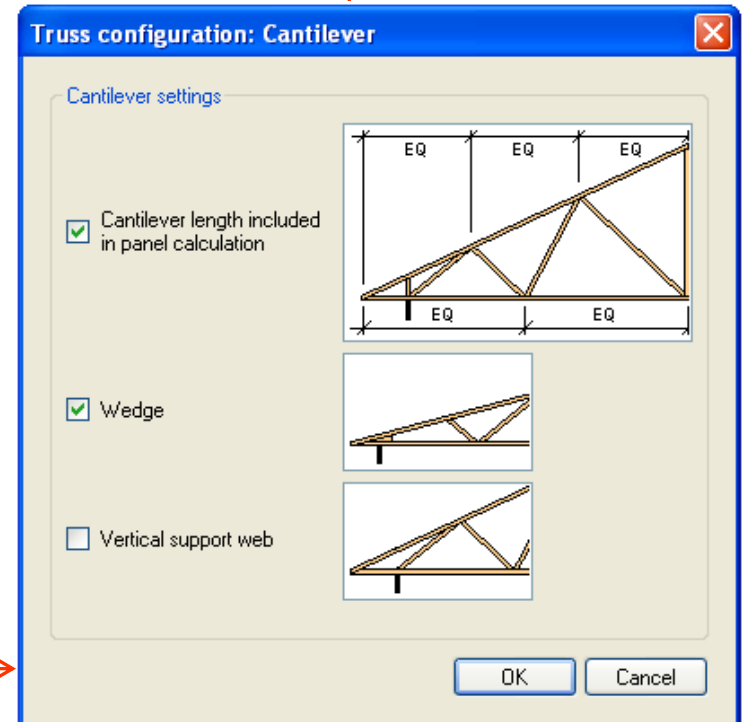 Truss configuration: Cantilever
Cantilever settings
EQ EQ EQ
Cantilever length included
in panel calculation
EQ EQ
Wedge
Vertical support web
OK Cancel